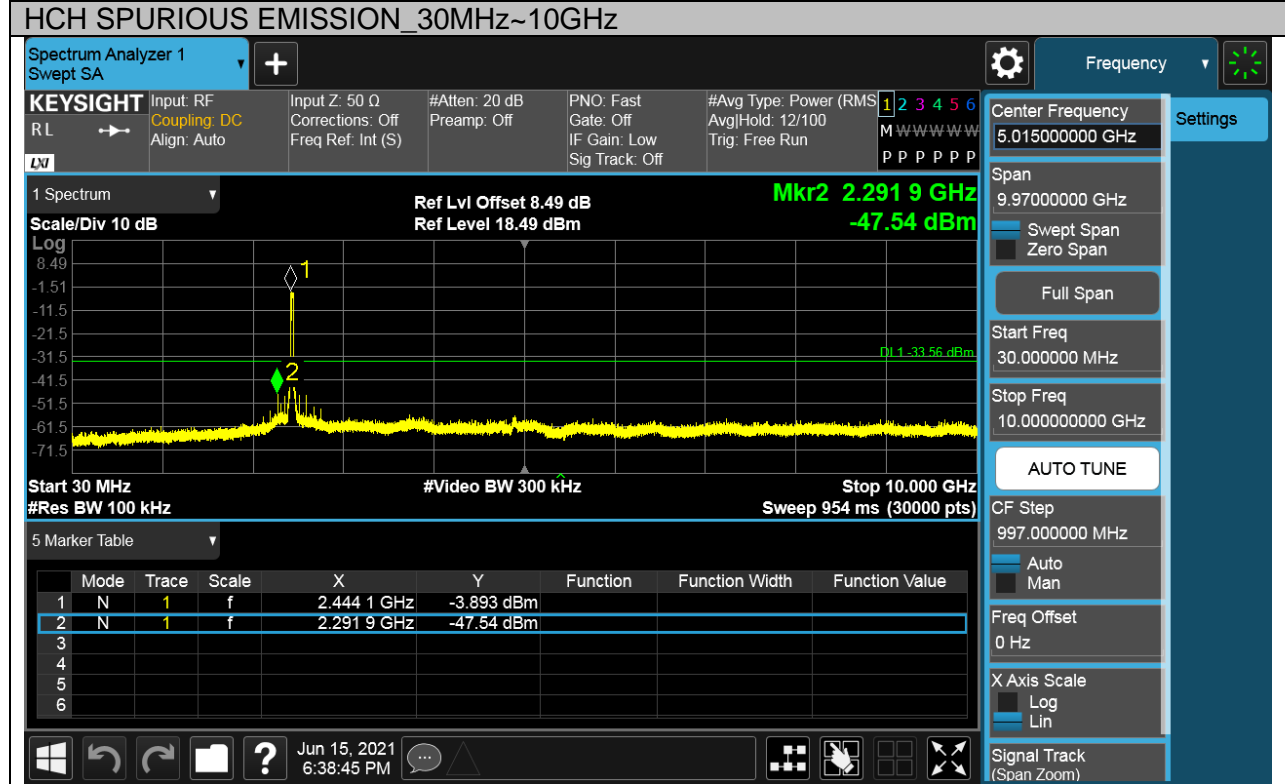 HCH SPURIOUS EMISSION_30MHz~10GHz
Spectrum Analyzer 1
Swept SA
Frequency
KEYSIGHT
RL
LXI
Input: RF
Coupling: DC
Align: Auto
Input Z: 50 Ω
Corrections: Off
Freq Ref: Int (S)
#Atten: 20 dB
Preamp: Off
PNO: Fast
Gate: Off
IF Gain: Low
Sig Track: Off
#Avg Type: Power (RMS
Avg|Hold: 12/100
Trig: Free Run
1 2 3 4 5 6
M W W W W W
P P P P P P
1 Spectrum
Scale/Div 10 dB
Ref Lvl Offset 8.49 dB
Ref Level 18.49 dBm
Mkr2 2.291 9 GHz
-47.54 dBm
Log
8.49
-1.51
-11.5
-21.5
-31.5
-41.5
-51.5
-61.5
-71.5
1
2
DL1 -33.56 dBm
Start 30 MHz
#Video BW 300 kHz
Stop 10.000 GHz
#Res BW 100 kHz
Sweep 954 ms (30000 pts)
5 Marker Table
Mode Trace Scale X Y Function Function Width Function Value
1 N 1 f 2.444 1 GHz -3.893 dBm
2 N 1 f 2.291 9 GHz -47.54 dBm
3
4
5
6
Jun 15, 2021
6:38:45 PM
Center Frequency
5.015000000 GHz
Settings
Span
9.97000000 GHz
Swept Span
Zero Span
Full Span
Start Freq
30.000000 MHz
Stop Freq
10.000000000 GHz
AUTO TUNE
CF Step
997.000000 MHz
Auto
Man
Freq Offset
0 Hz
X Axis Scale
Log
Lin
Signal Track
(Span Zoom)